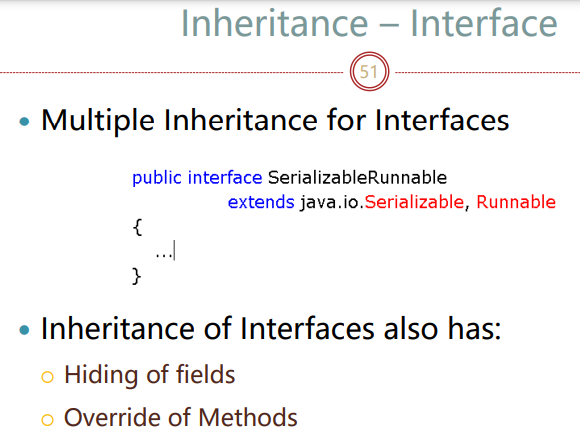 Inheritance – Interface
51
• Multiple Inheritance for Interfaces
public interface SerializableRunnable
extends java.io.Serializable, Runnable
{
...
}
• Inheritance of Interfaces also has:
o Hiding of fields
o Override of Methods